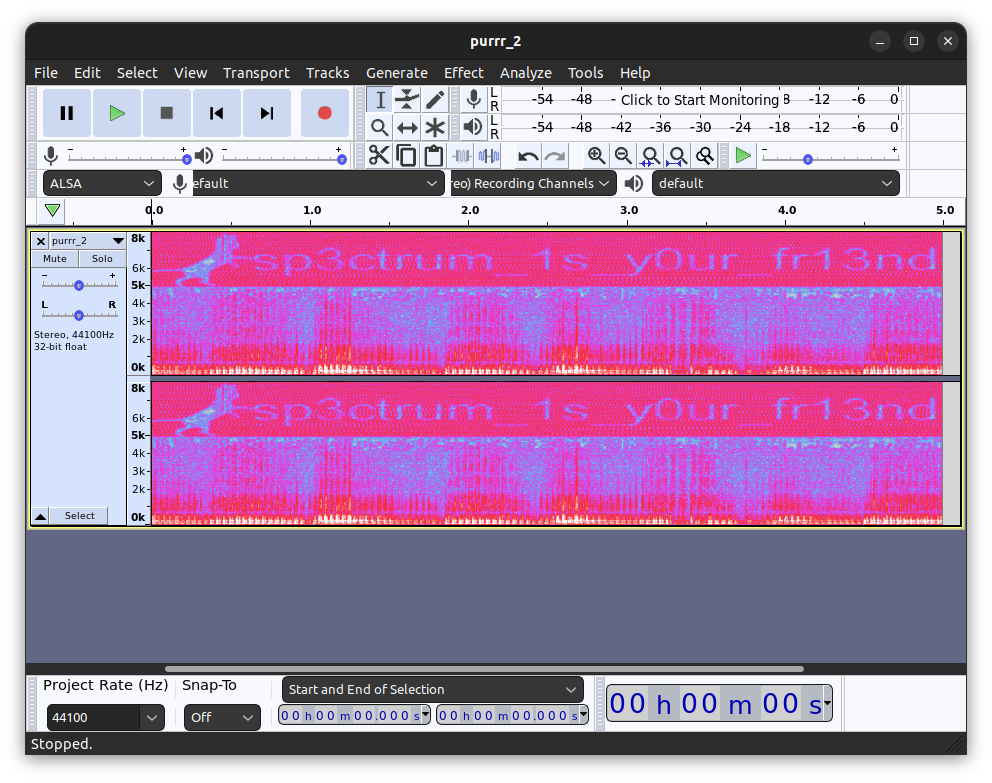 purrr_2
File Edit Select View Transport Tracks Generate Effect Analyze Tools Help
L R -54 -48 - Click to Start Monitoring -12 -6 0
L R -54 -48 -42 -36 -30 -24 -18 -12 -6 0
- + - + - +
ALSA efault reo) Recording Channels default
0.0 1.0 2.0 3.0 4.0 5.0
purrr_2
Mute Solo
- +
L R
Stereo, 44100Hz
32-bit float
Select
8k
6k
5k
4k
3k
2k
0k
sp3ctrum_1s_y0ur_fr13nd
8k
6k
5k
4k
3k
2k
0k
sp3ctrum_1s_y0ur_fr13nd
Project Rate (Hz) Snap-To Start and End of Selection
44100 Off 00 h 00 m 00.000 s 00 h 00 m 00.000 s 00 h 00 m 00 s
Stopped.